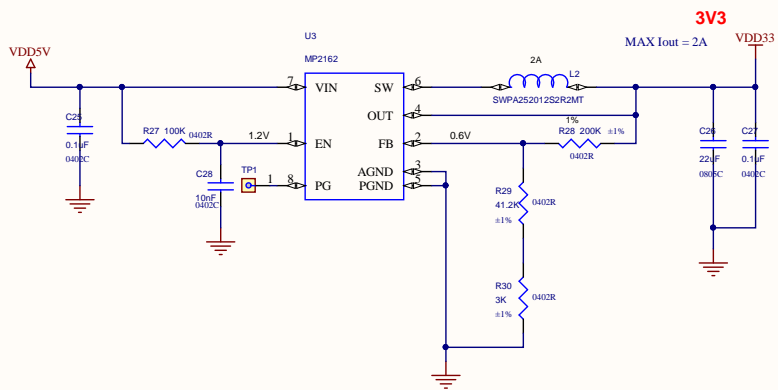 3V3
U3
MAX Iout = 2A
VDD33
VDD5V
MP2162
2A
L2
7 VIN
SW 6
SWPA252012S2R2MT
OUT 4
C25
0.1uF
0402C
R27 100K
0402R
1.2V
1 EN
FB 2
0.6V
1%
R28 200K
±1%
0402R
C26
22uF
0805C
C27
0.1uF
0402C
C28
10nF
0402C
TP1
1
8 PG
AGND 3
PGND 5
R29
41.2K
±1%
0402R
R30
3K
±1%
0402R